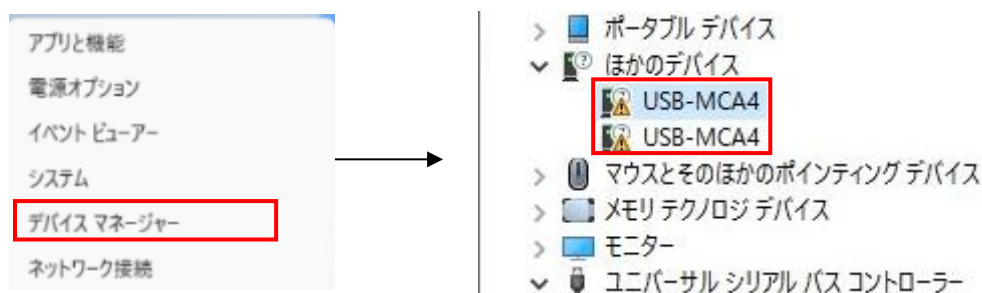 アプリと機能
電源オプション
イベント ビューアー
システム
デバイス マネージャー
ネットワーク接続
ポータブル デバイス
ほかのデバイス
USB-MCA4
USB-MCA4
マウスとそのほかのポインティング デバイス
メモリ テクノロジ デバイス
モニター
ユニバーサル シリアル バス コントローラー